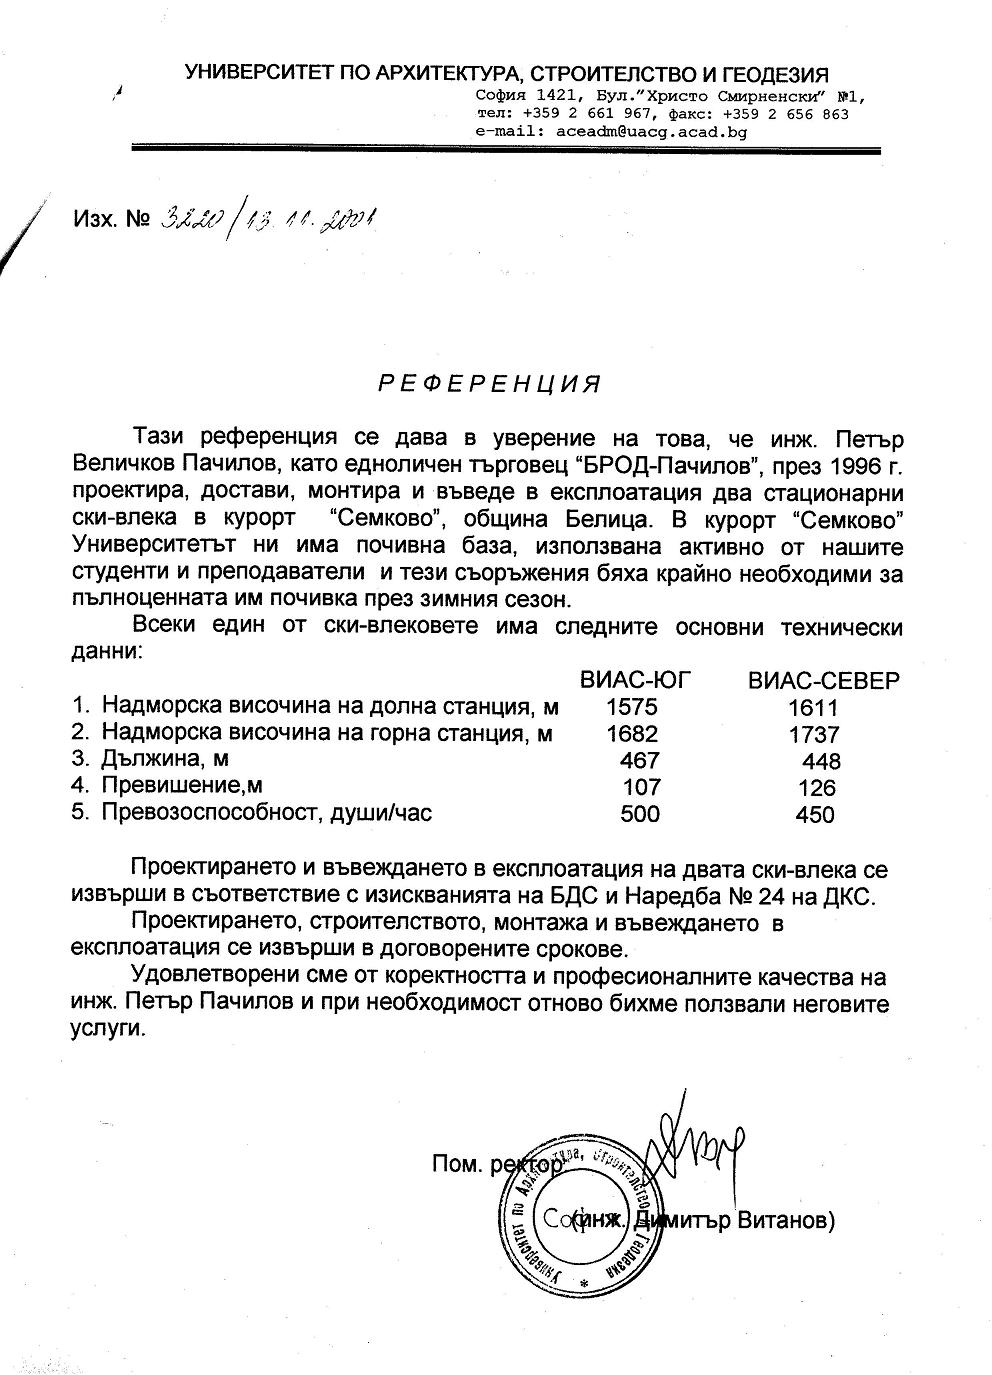 УНИВЕРСИТЕТ ПО АРХИТЕКТУРА, СТРОИТЕЛСТВО И ГЕОДЕЗИЯ
София 1421, Бул."Христо Смирненски" №1,
тел: +359 2 661 967, факс: +359 2 656 863
e-mail: aceadm@uacg.acad.bg
Изх. № 3220/13.11.2001
РЕФЕРЕНЦИЯ
Тази референция се дава в уверение на това, че инж. Петър
Величков Пачилов, като едноличен търговец "БРОД-Пачилов", през 1996 г.
проектира, достави, монтира и въведе в експлоатация два стационарни
ски-влека в курорт "Семково", община Белица. В курорт "Семково"
Университетът ни има почивна база, използвана активно от нашите
студенти и преподаватели и тези съоръжения бяха крайно необходими за
пълноценната им почивка през зимния сезон.
Всеки един от ски-влековете има следните основни технически
данни:
ВИАС-ЮГ ВИАС-СЕВЕР
1. Надморска височина на долна станция, м 1575 1611
2. Надморска височина на горна станция, м 1682 1737
3. Дължина, м 467 448
4. Превишение,м 107 126
5. Превозоспособност, души/час 500 450
Проектирането и въвеждането в експлоатация на двата ски-влека се
извърши в съответствие с изискванията на БДС и Наредба № 24 на ДКС.
Проектирането, строителството, монтажа и въвеждането в
експлоатация се извърши в договорените срокове.
Удовлетворени сме от коректността и професионалните качества на
инж. Петър Пачилов и при необходимост отново бихме ползвали неговите
услуги.
Пом. ректор
(инж. Димитър Витанов)
Университет по Архитектура, Строителство и Геодезия *
София